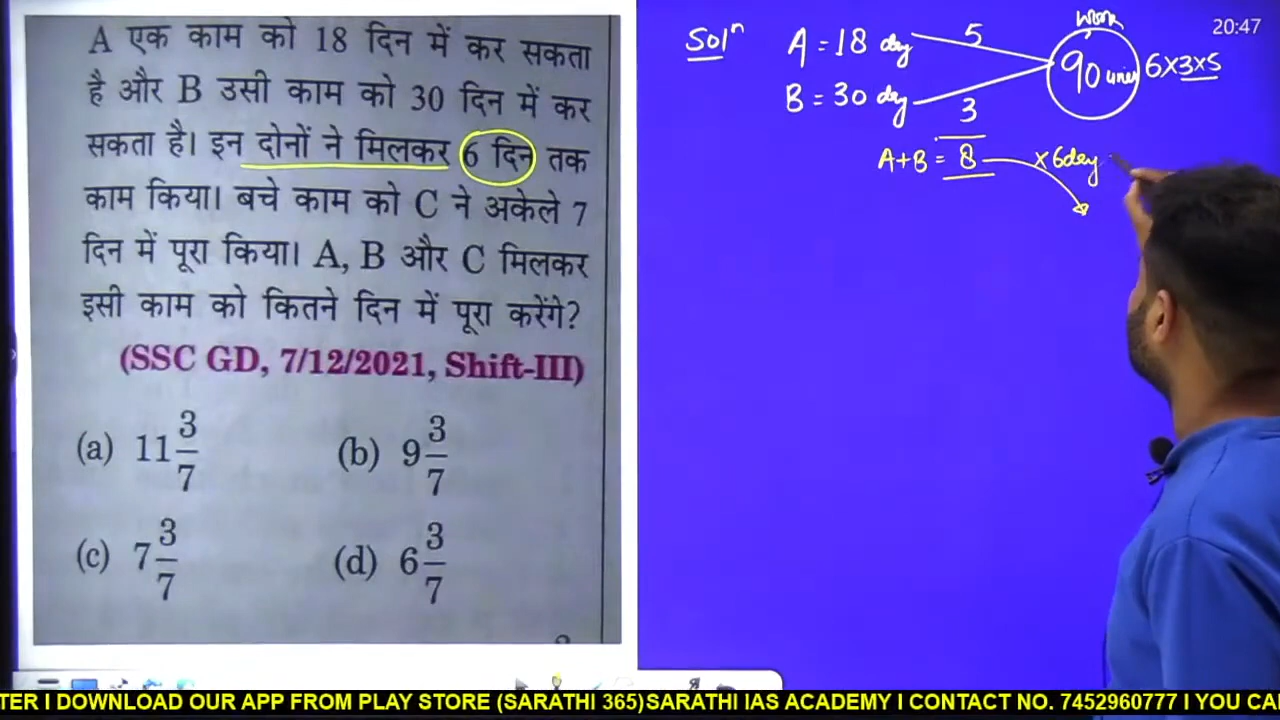 A एक काम को 18 दिन में कर सकता
है और B उसी काम को 30 दिन में कर
सकता है। इन दोनों ने मिलकर 6 दिन तक
काम किया। बचे काम को C ने अकेले 7
दिन में पूरा किया। A, B और C मिलकर
इसी काम को कितने दिन में पूरा करेंगे?
(SSC GD, 7/12/2021, Shift-III)
(a) 11 3/7
(b) 9 3/7
(c) 7 3/7
(d) 6 3/7
20:47
Solⁿ
A = 18 day
5
work
90 units
6×3×5
B = 30 day
3
A+B = 8
×6day
TER I DOWNLOAD OUR APP FROM PLAY STORE (SARATHI 365)SARATHI IAS ACADEMY I CONTACT NO. 7452960777 I YOU CA